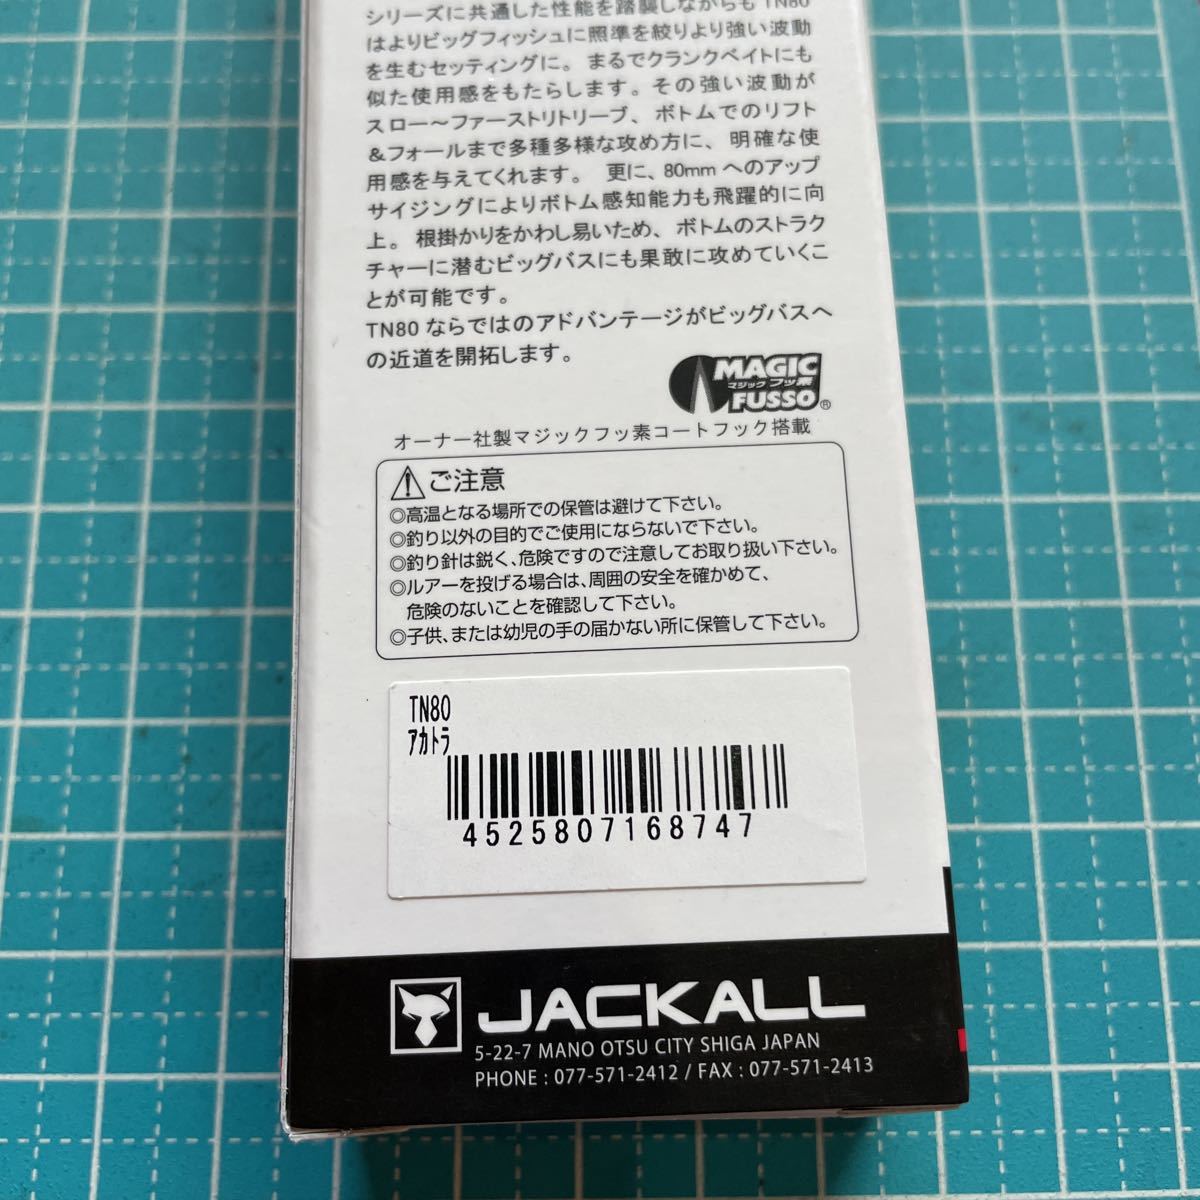 シリーズに共通した性能を踏襲しながらも TN80
はよりビッグフィッシュに照準を絞りより強い波動
を生むセッティングに。まるでクランクベイトにも
似た使用感をもたらします。その強い波動が
スロー～ファーストリトリーブ、ボトムでのリフト
&フォールまで多種多様な攻め方に、明確な使
用感を与えてくれます。 更に、80mm へのアップ
サイジングによりボトム感知能力も飛躍的に向
上。 根掛かりをかわし易いため、 ボトムのストラク
チャーに潜むビッグバスにも果敢に攻めていくこ
とが可能です。
TN80 ならではのアドバンテージがビッグバスへ
の近道を開拓します。
MAGIC
マジック フッ素
FUSSO®
オーナー社製マジックフッ素コートフック搭載
⚠ご注意
◎高温となる場所での保管は避けて下さい。
◎釣り以外の目的でご使用にならないで下さい。
◎釣り針は鋭く、危険ですので注意してお取り扱い下さい。
◎ルアーを投げる場合は、周囲の安全を確かめて、
危険のないことを確認して下さい。
◎子供、または幼児の手の届かない所に保管して下さい。
TN80
アカトラ
4525807168747
JACKALL
5-22-7 MANO OTSU CITY SHIGA JAPAN
PHONE : 077-571-2412 / FAX : 077-571-2413